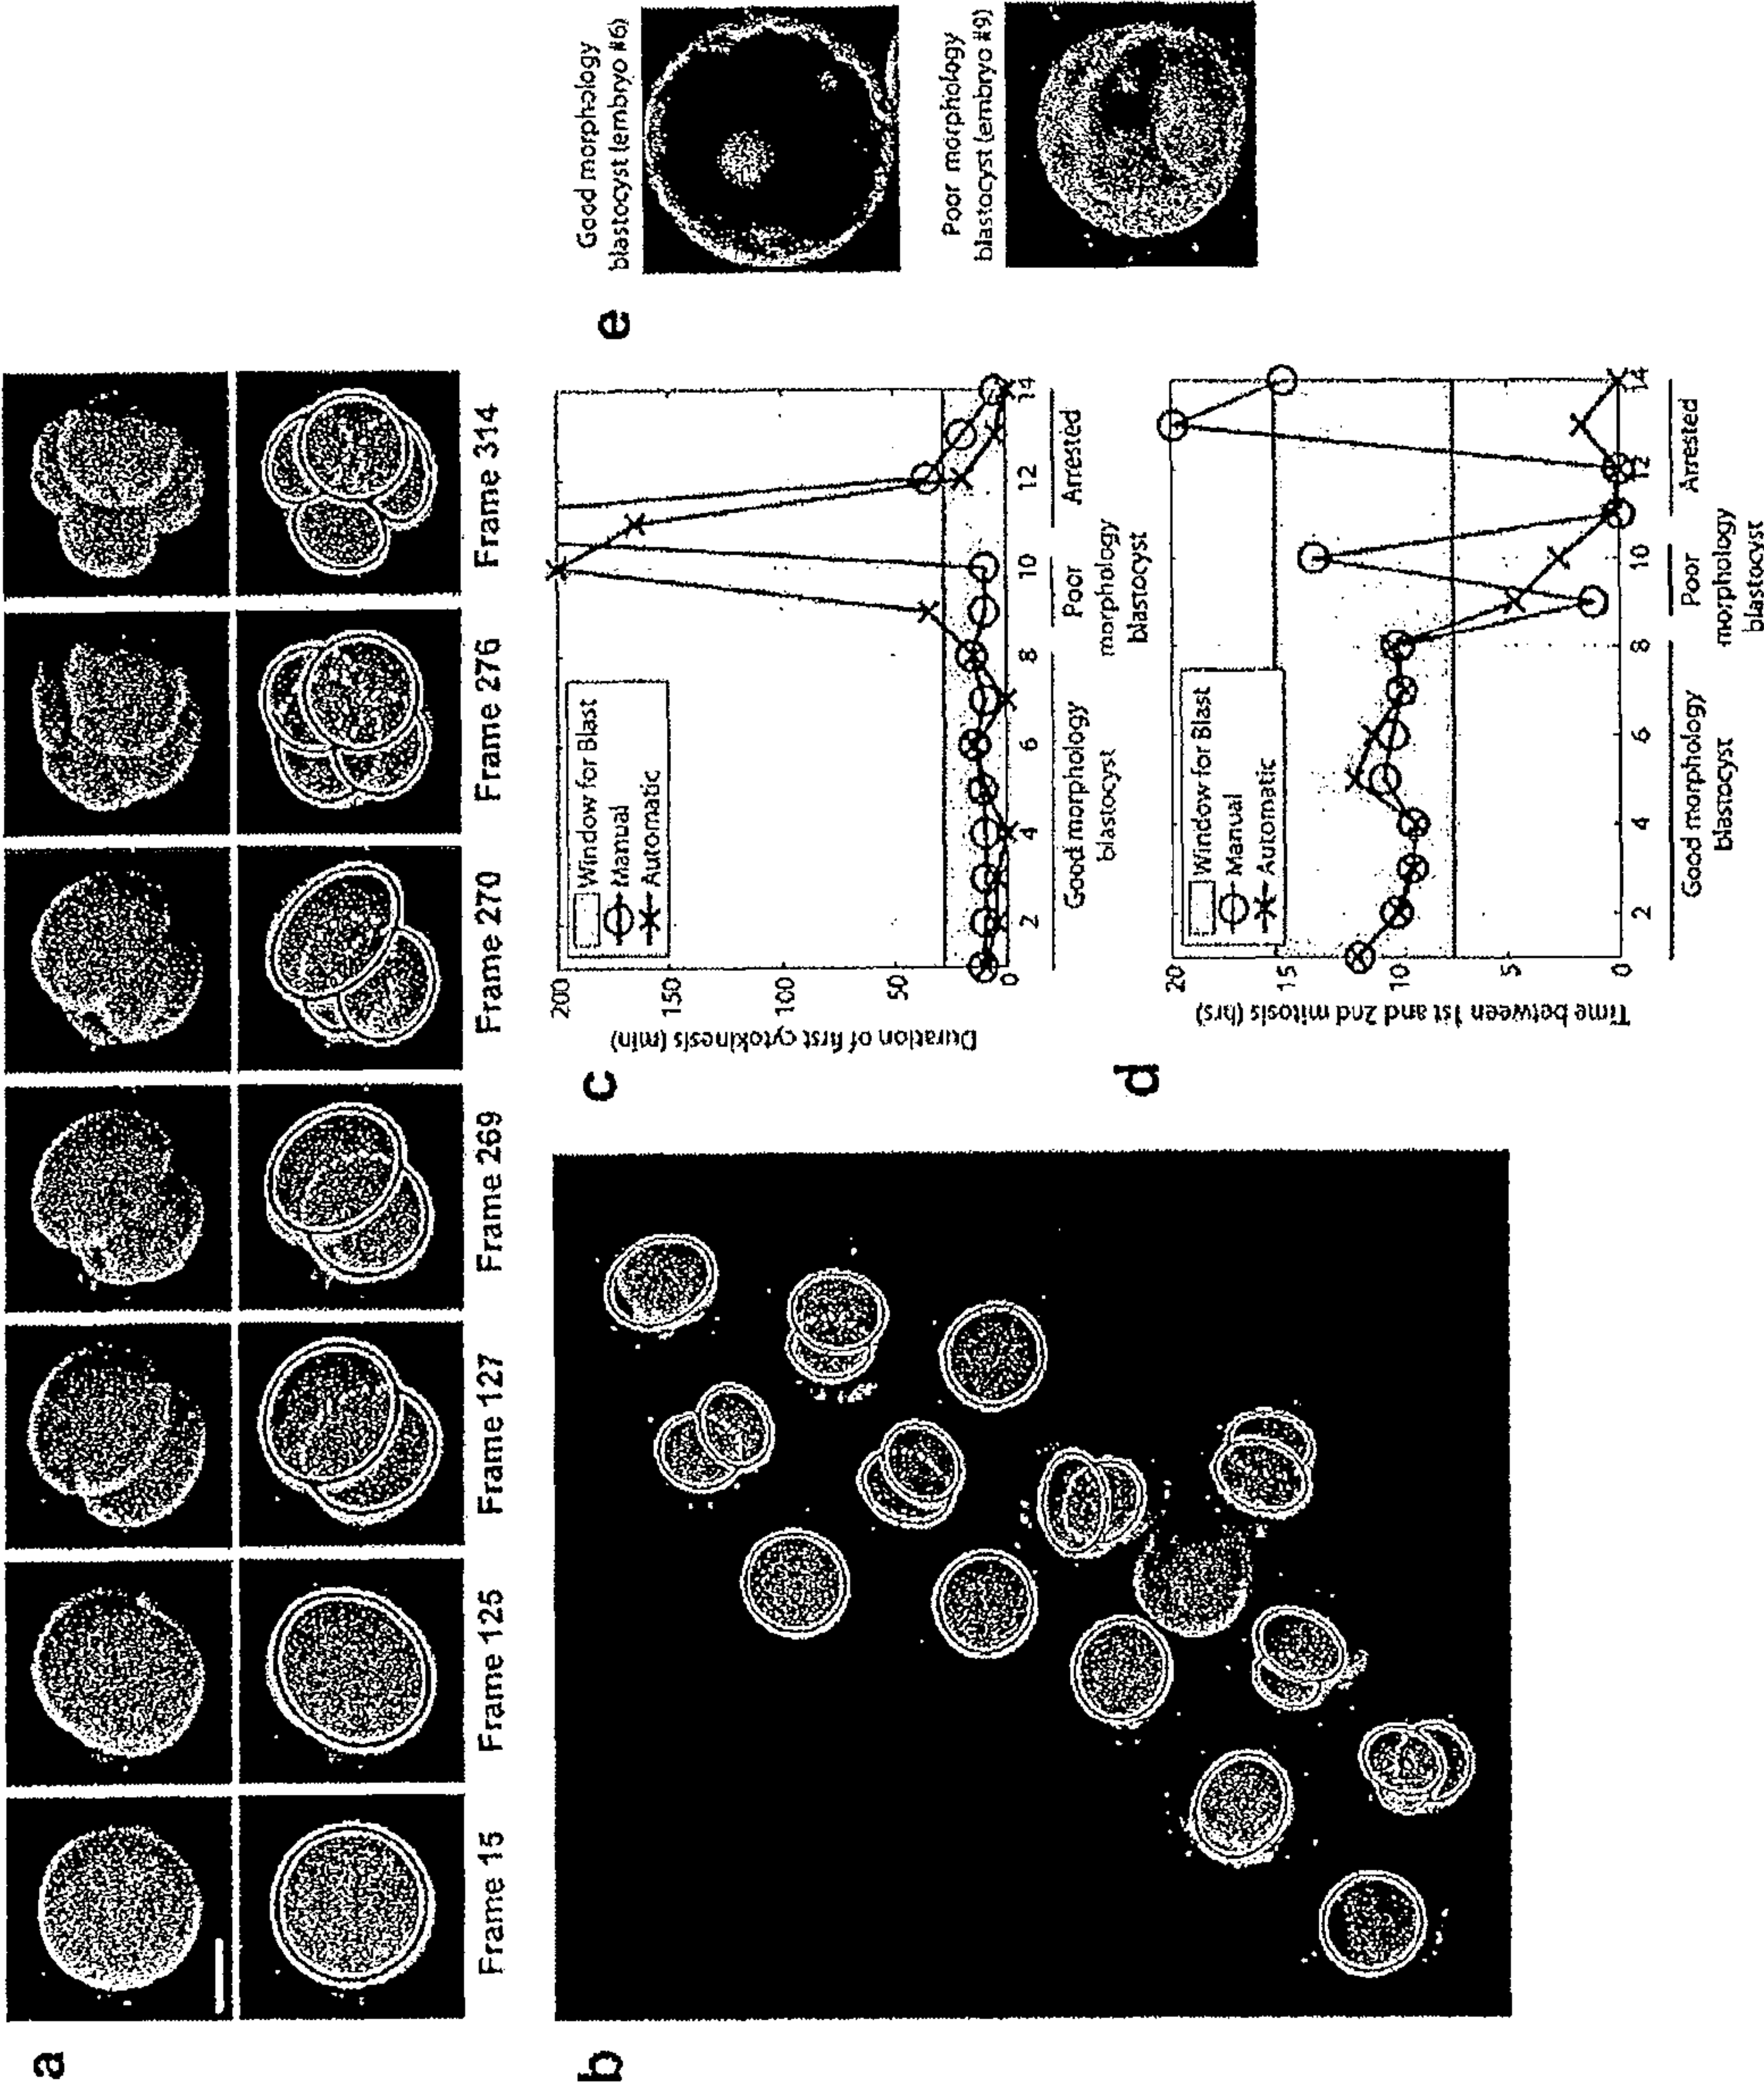 a
Frame 15
Frame 125
Frame 127
Frame 269
Frame 270
Frame 276
Frame 314
b
c
Duration of first cytokinesis (min)
200
150
100
50
0
Window for Blast
Manual
Automatic
2
4
6
8
10
12
14
Good morphology
blastocyst
Poor
morphology
blastocyst
Arrested
d
Time between 1st and 2nd mitosis (hrs)
20
15
10
5
0
Window for Blast
Manual
Automatic
2
4
6
8
10
12
14
Good morphology
blastocyst
Poor
morphology
blastocyst
Arrested
e
Good morphology
blastocyst (embryo #6)
Poor morphology
blastocyst (embryo #9)